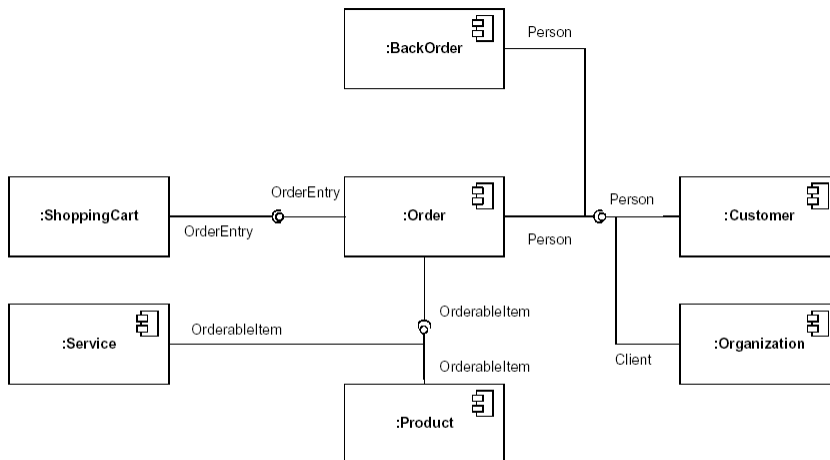 Person
:BackOrder
OrderEntry
Person
:ShoppingCart
:Order
:Customer
OrderEntry
Person
OrderableItem
OrderableItem
:Service
:Organization
OrderableItem
Client
:Product